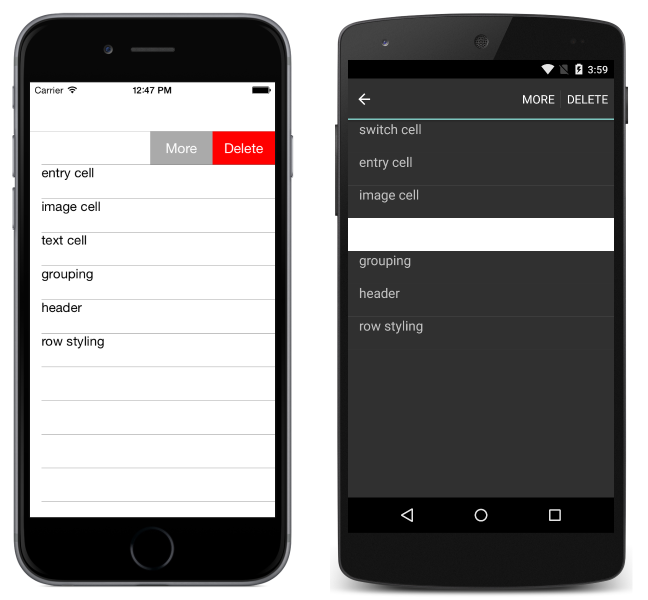 Carrier 12:47 PM
More Delete
entry cell
image cell
text cell
grouping
header
row styling
3:59
MORE DELETE
switch cell
entry cell
image cell
grouping
header
row styling